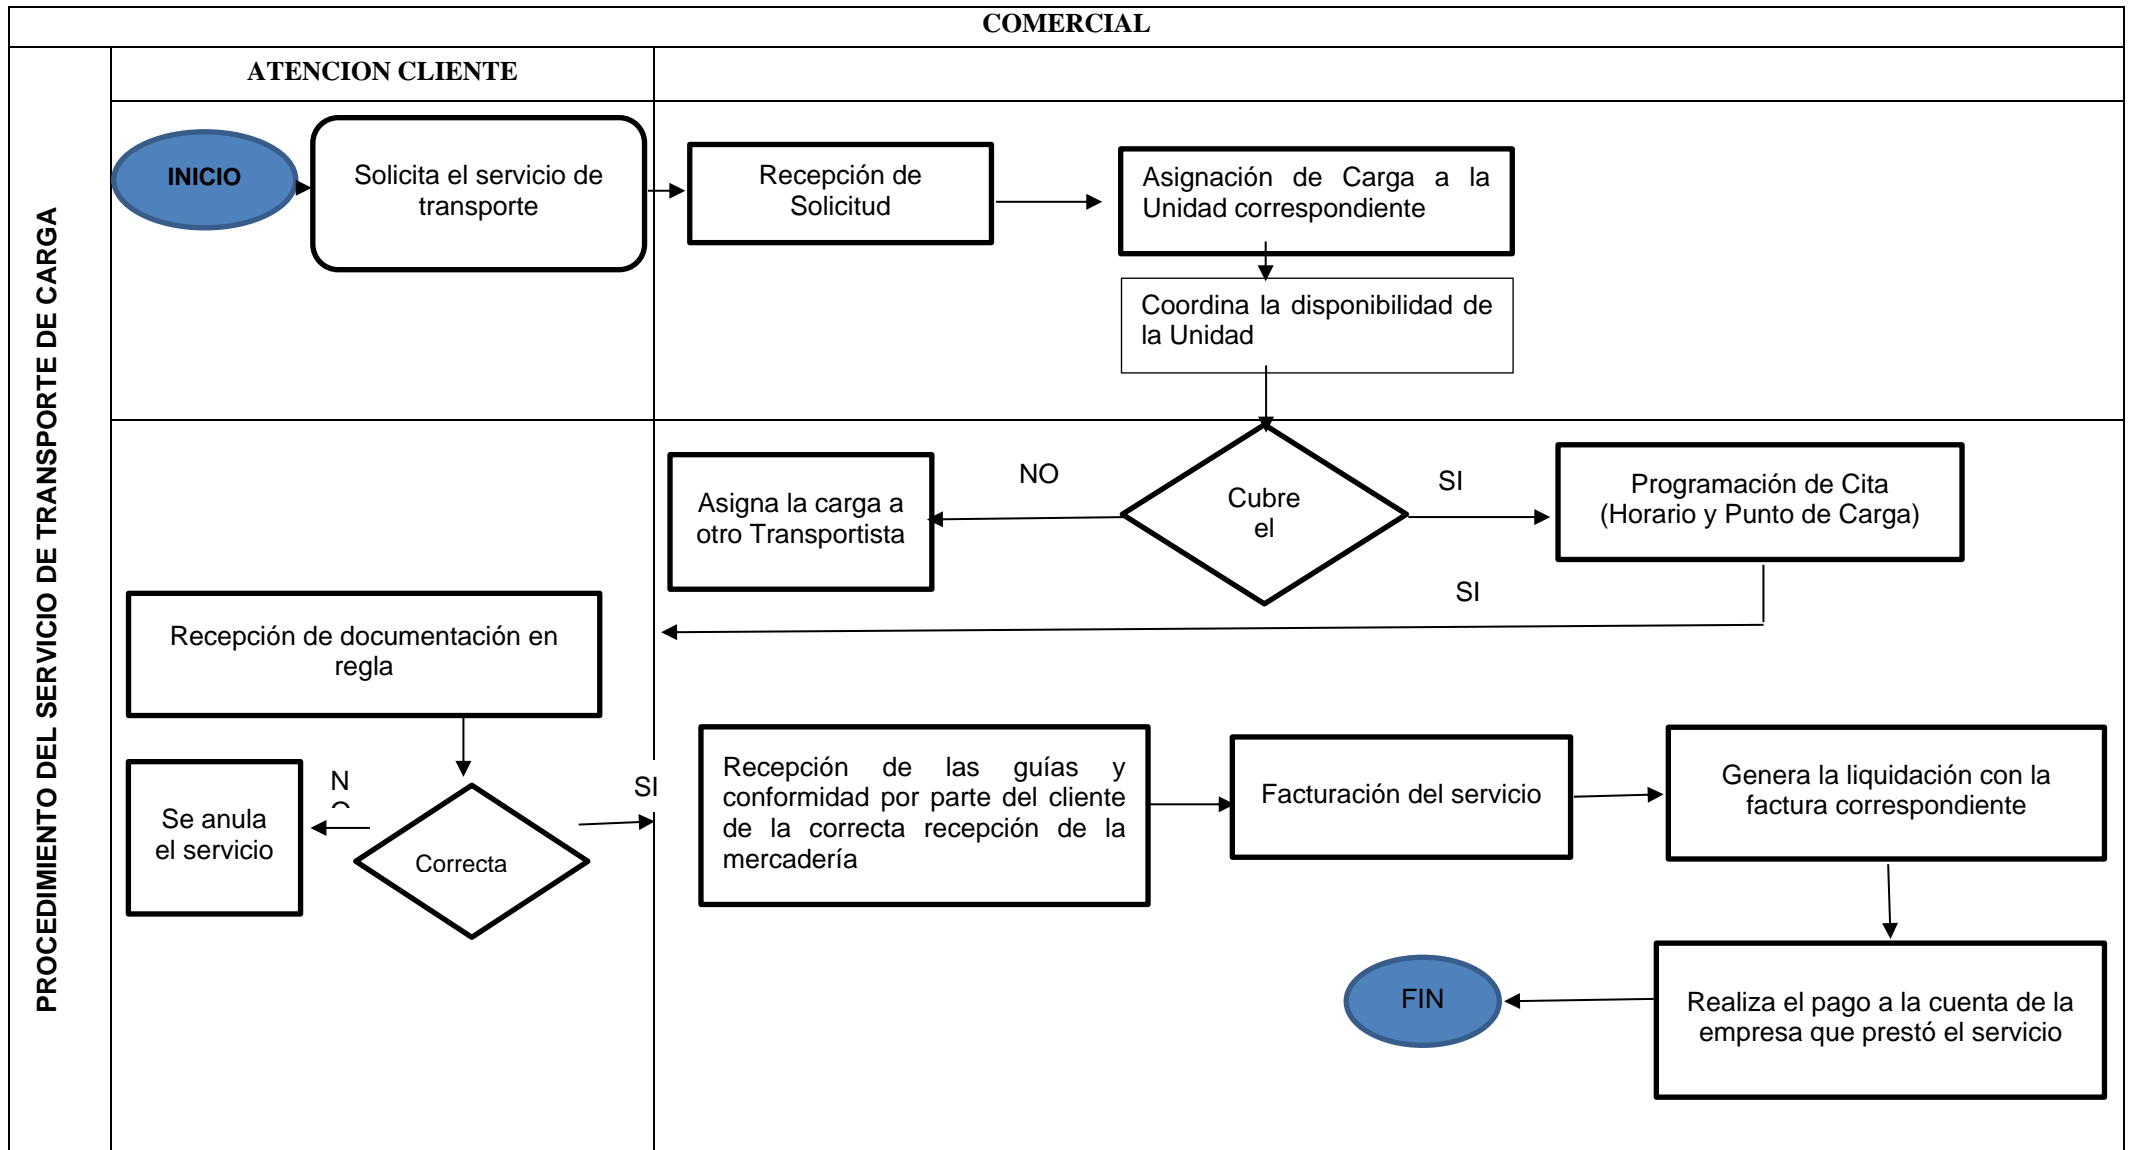 COMERCIAL
ATENCION CLIENTE
PROCEDIMIENTO DEL SERVICIO DE TRANSPORTE DE CARGA
INICIO
Solicita el servicio de
transporte
Recepción de
Solicitud
Asignación de Carga a la
Unidad correspondiente
Coordina la disponibilidad de
la Unidad
Asigna la carga a
otro Transportista
NO
Cubre
el
SI
Programación de Cita
(Horario y Punto de Carga)
SI
Recepción de documentación en
regla
Se anula
el servicio
N
Correcta
SI
Recepción de las guías y
conformidad por parte del cliente
de la correcta recepción de la
mercadería
Facturación del servicio
Genera la liquidación con la
factura correspondiente
Realiza el pago a la cuenta de la
empresa que prestó el servicio
FIN